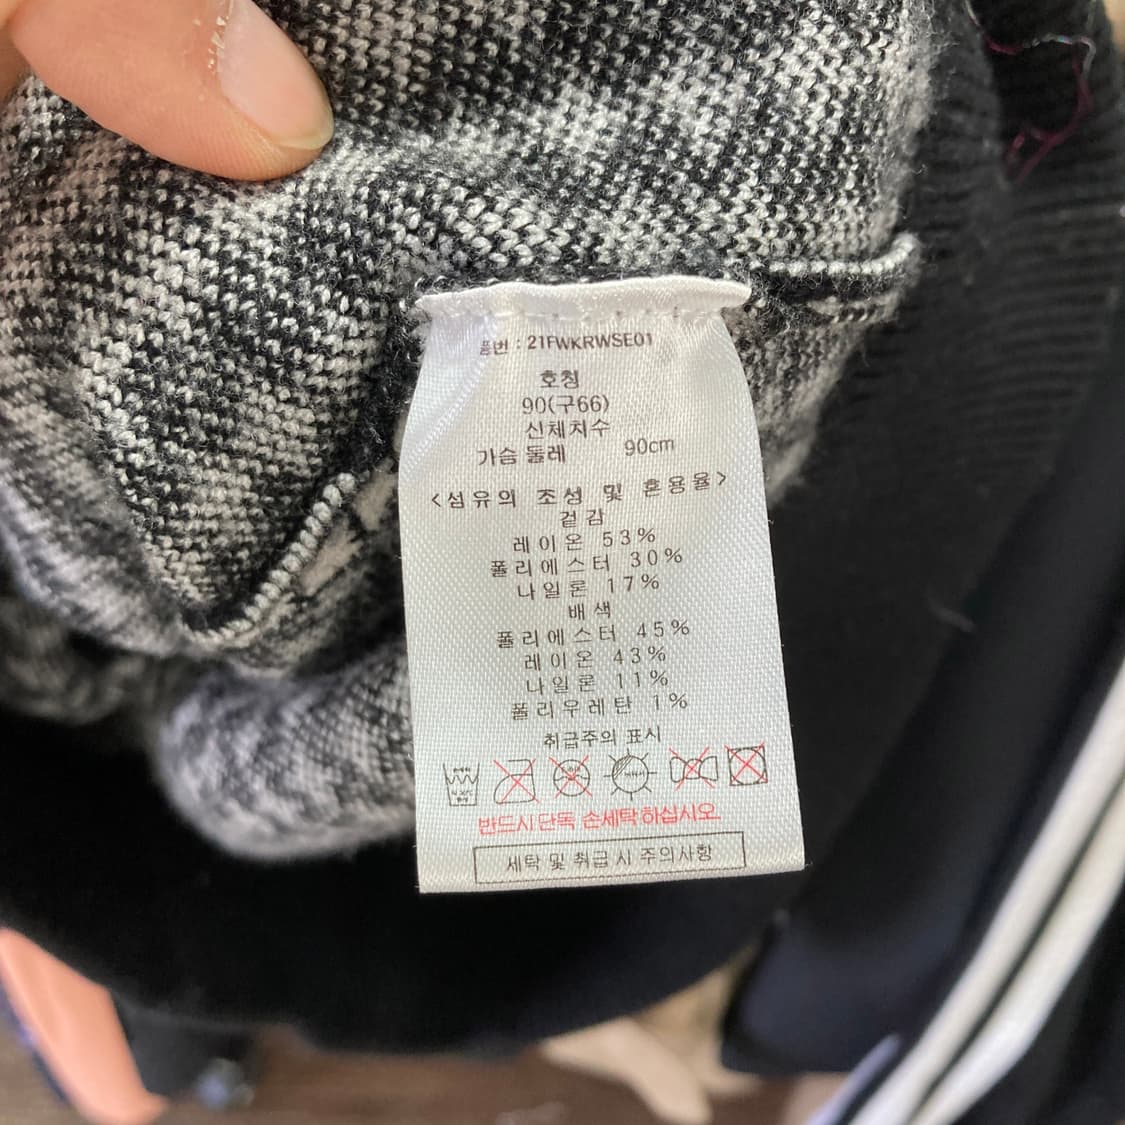 품번 : 21FWKRWSE01
호칭
90(구66)
신체치수
가슴 둘레 90cm
<섬유의 조성 및 혼용율>
겉감
레이온 53%
폴리에스터 30%
나일론 17%
배색
폴리에스터 45%
레이온 43%
나일론 11%
폴리우레탄 1%
취급주의 표시
반드시 단독 손세탁하십시오.
세탁 및 취급 시 주의사항